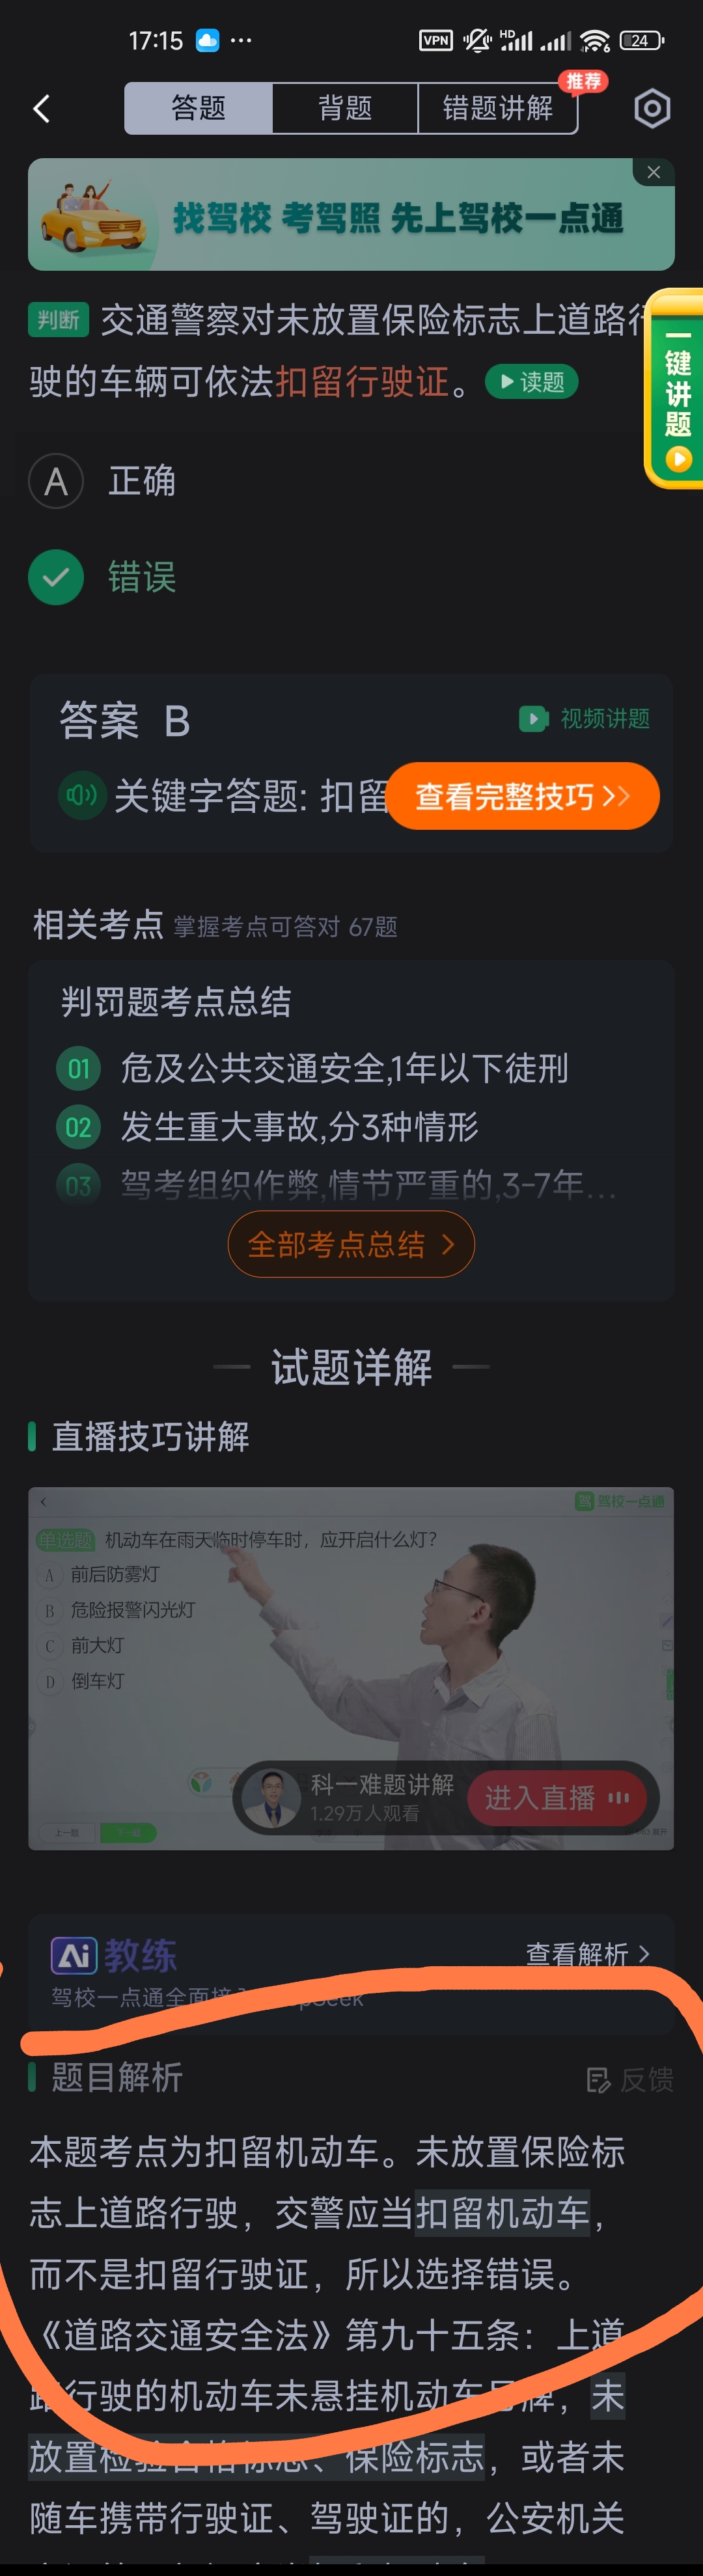 17:15 ··· VPN HD 6 24
答题 背题 错题讲解 推荐
找驾校 考驾照 先上驾校一点通
判断 交通警察对未放置保险标志上道路行
驶的车辆可依法扣留行驶证。 读题
一键讲题
A 正确
错误
答案 B 视频讲题
关键字答题: 扣留 查看完整技巧
相关考点 掌握考点可答对 67题
判罚题考点总结
01 危及公共交通安全,1年以下徒刑
02 发生重大事故,分3种情形
03 驾考组织作弊,情节严重的,3-7年...
全部考点总结
试题详解
直播技巧讲解
驾 驾校一点通
单选题 机动车在雨天临时停车时，应开启什么灯？
A 前后防雾灯
B 危险报警闪光灯
C 前大灯
D 倒车灯
科一难题讲解
1.29万人观看
进入直播
上一题 下一题 展开
Ai 教练 查看解析
驾校一点通全面接
题目解析 反馈
本题考点为扣留机动车。未放置保险标
志上道路行驶，交警应当扣留机动车，
而不是扣留行驶证，所以选择错误。
《道路交通安全法》第九十五条：上道
路行驶的机动车未悬挂机动车号牌，未
放置检验合格标志、保险标志，或者未
随车携带行驶证、驾驶证的，公安机关